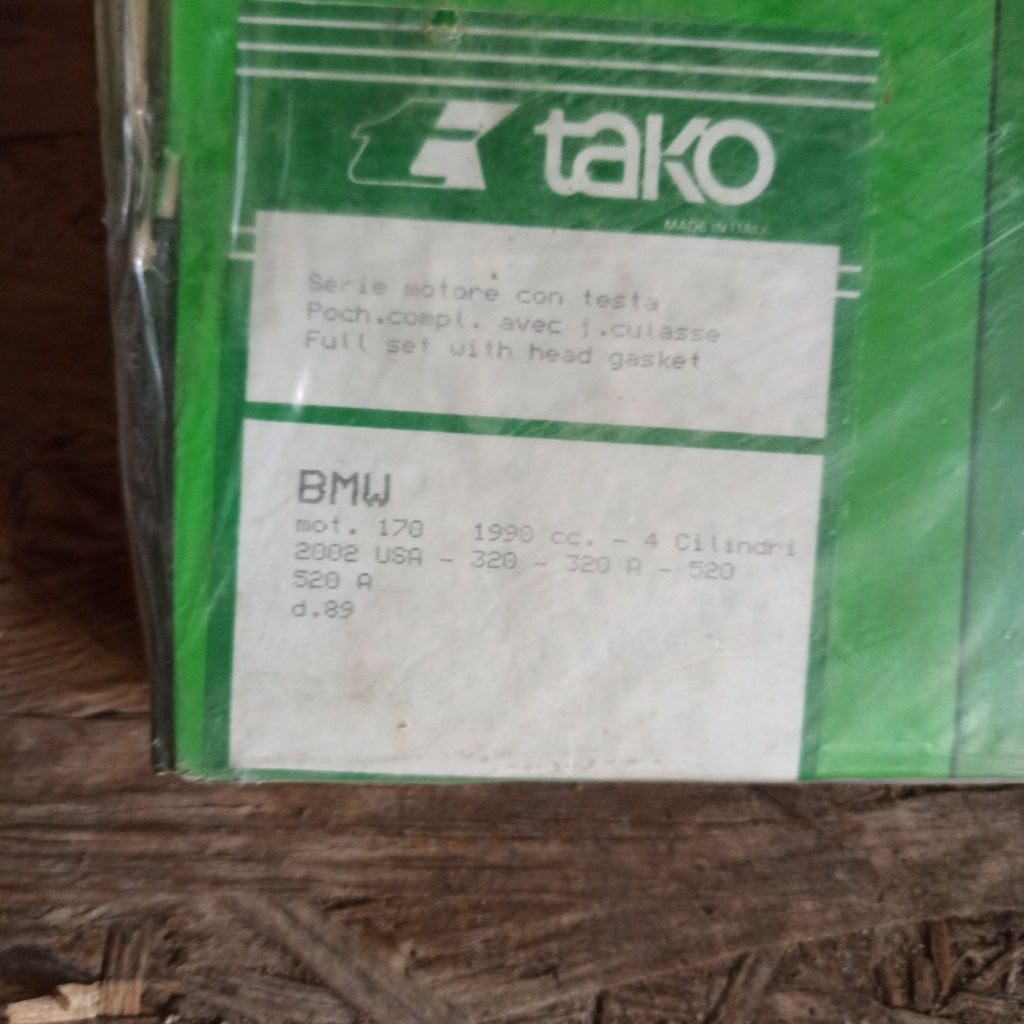 tako
MADE IN ITALY
Serie motore con testa
Poch.compl. avec j.culasse
Full set with head gasket
BMW
mot. 170 1990 cc. - 4 Cilindri
2002 USA - 320 - 320 A - 520
520 A
d.89